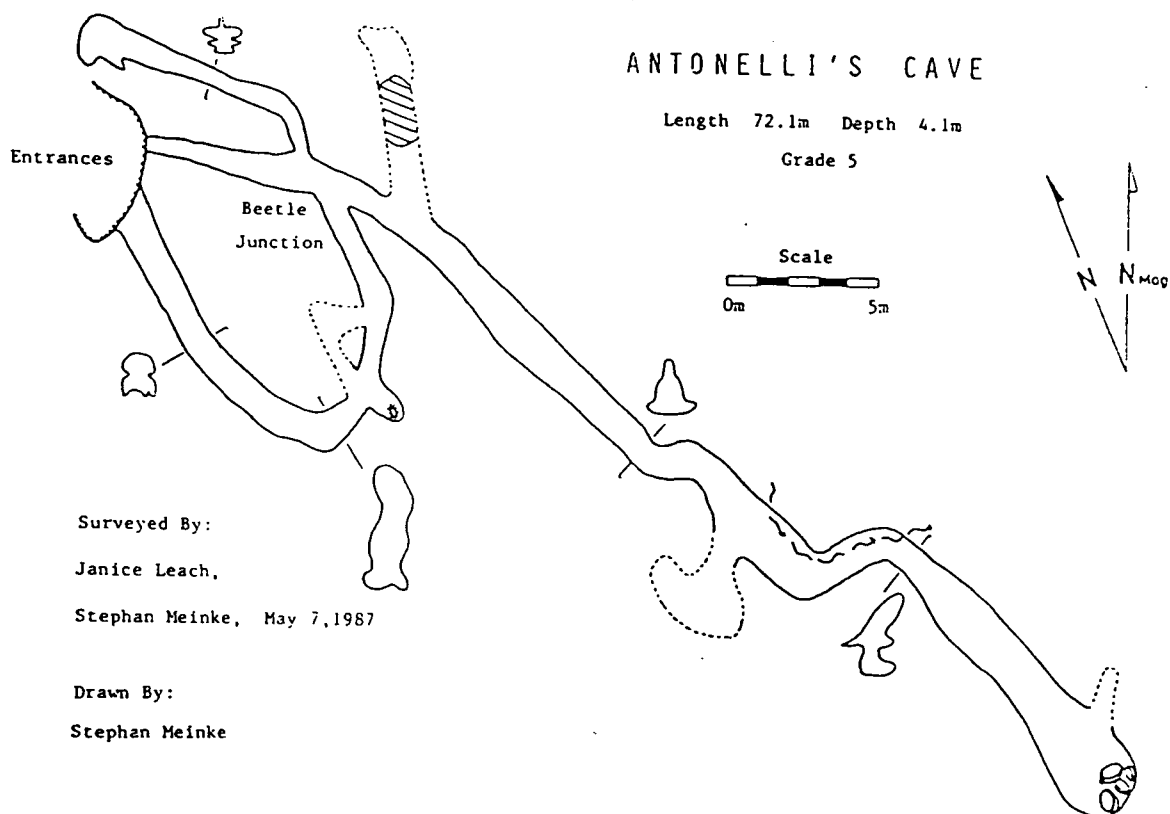 ANTONELLI'S CAVE
Length 72.1m Depth 4.1m
Grade 5
Entrances
Beetle
Junction
Scale
0m 5m
N N Mag
Surveyed By:
Janice Leach,
Stephan Meinke, May 7,1987
Drawn By:
Stephan Meinke